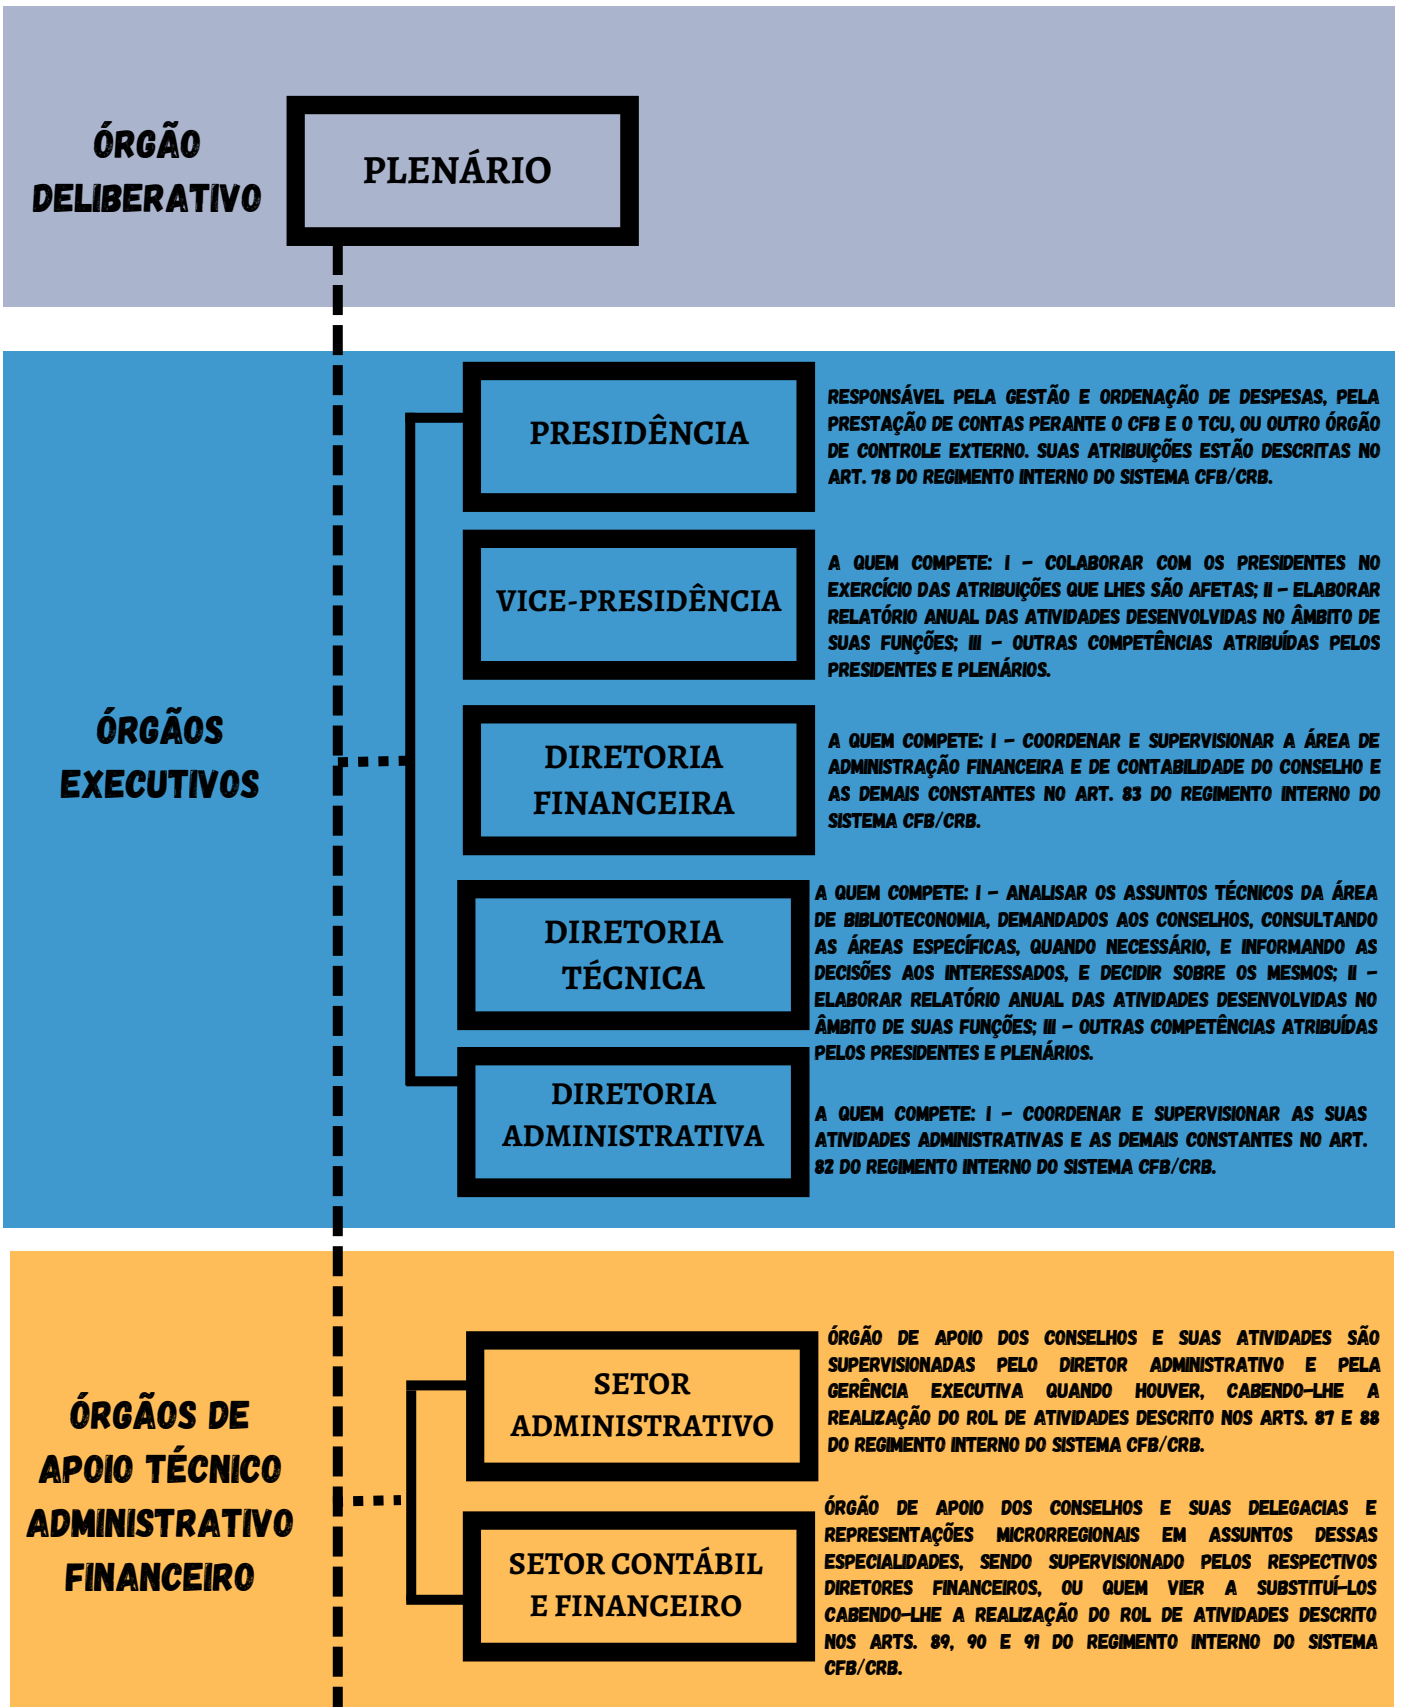 ÓRGÃO
DELIBERATIVO
PLENÁRIO
ÓRGÃOS
EXECUTIVOS
PRESIDÊNCIA
RESPONSÁVEL PELA GESTÃO E ORDENAÇÃO DE DESPESAS, PELA
PRESTAÇÃO DE CONTAS PERANTE O CFB E O TCU, OU OUTRO ÓRGÃO
DE CONTROLE EXTERNO. SUAS ATRIBUIÇÕES ESTÃO DESCRITAS NO
ART. 78 DO REGIMENTO INTERNO DO SISTEMA CFB/CRB.
VICE-PRESIDÊNCIA
A QUEM COMPETE: I – COLABORAR COM OS PRESIDENTES NO
EXERCÍCIO DAS ATRIBUIÇÕES QUE LHES SÃO AFETAS; II – ELABORAR
RELATÓRIO ANUAL DAS ATIVIDADES DESENVOLVIDAS NO ÂMBITO DE
SUAS FUNÇÕES; III – OUTRAS COMPETÊNCIAS ATRIBUÍDAS PELOS
PRESIDENTES E PLENÁRIOS.
DIRETORIA
FINANCEIRA
A QUEM COMPETE: I – COORDENAR E SUPERVISIONAR A ÁREA DE
ADMINISTRAÇÃO FINANCEIRA E DE CONTABILIDADE DO CONSELHO E
AS DEMAIS CONSTANTES NO ART. 83 DO REGIMENTO INTERNO DO
SISTEMA CFB/CRB.
DIRETORIA
TÉCNICA
A QUEM COMPETE: I – ANALISAR OS ASSUNTOS TÉCNICOS DA ÁREA
DE BIBLIOTECONOMIA, DEMANDADOS AOS CONSELHOS, CONSULTANDO
AS ÁREAS ESPECÍFICAS, QUANDO NECESSÁRIO, E INFORMANDO AS
DECISÕES AOS INTERESSADOS, E DECIDIR SOBRE OS MESMOS; II –
ELABORAR RELATÓRIO ANUAL DAS ATIVIDADES DESENVOLVIDAS NO
ÂMBITO DE SUAS FUNÇÕES; III – OUTRAS COMPETÊNCIAS ATRIBUÍDAS
PELOS PRESIDENTES E PLENÁRIOS.
DIRETORIA
ADMINISTRATIVA
A QUEM COMPETE: I – COORDENAR E SUPERVISIONAR AS SUAS
ATIVIDADES ADMINISTRATIVAS E AS DEMAIS CONSTANTES NO ART.
82 DO REGIMENTO INTERNO DO SISTEMA CFB/CRB.
ÓRGÃOS DE
APOIO TÉCNICO
ADMINISTRATIVO
FINANCEIRO
SETOR
ADMINISTRATIVO
ÓRGÃO DE APOIO DOS CONSELHOS E SUAS ATIVIDADES SÃO
SUPERVISIONADAS PELO DIRETOR ADMINISTRATIVO E PELA
GERÊNCIA EXECUTIVA QUANDO HOUVER, CABENDO-LHE A
REALIZAÇÃO DO ROL DE ATIVIDADES DESCRITO NOS ARTS. 87 E 88
DO REGIMENTO INTERNO DO SISTEMA CFB/CRB.
SETOR CONTÁBIL
E FINANCEIRO
ÓRGÃO DE APOIO DOS CONSELHOS E SUAS DELEGACIAS E
REPRESENTAÇÕES MICRORREGIONAIS EM ASSUNTOS DESSAS
ESPECIALIDADES, SENDO SUPERVISIONADO PELOS RESPECTIVOS
DIRETORES FINANCEIROS, OU QUEM VIER A SUBSTITUÍ-LOS
CABENDO-LHE A REALIZAÇÃO DO ROL DE ATIVIDADES DESCRITO
NOS ARTS. 89, 90 E 91 DO REGIMENTO INTERNO DO SISTEMA
CFB/CRB.